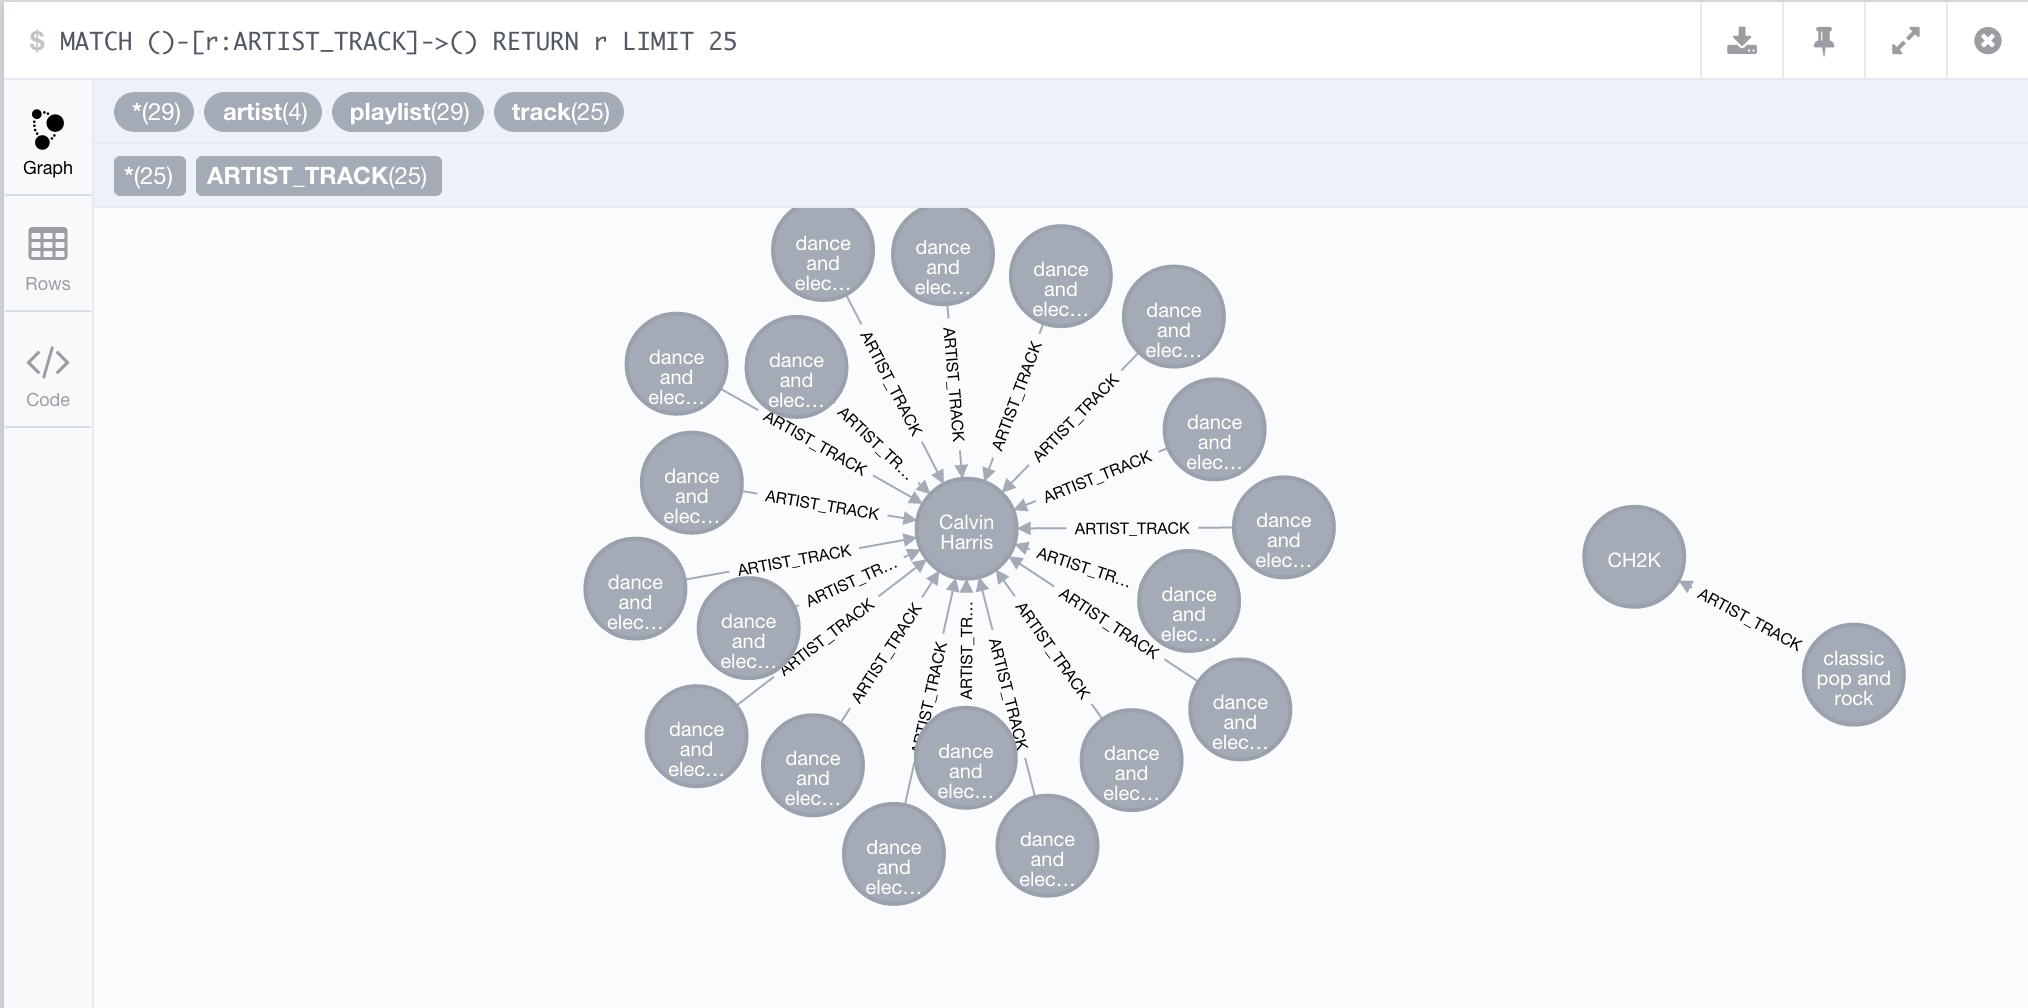 $ MATCH ()-[r:ARTIST_TRACK]->() RETURN r LIMIT 25
*(29) artist(4) playlist(29) track(25)
*(25) ARTIST_TRACK(25)
Graph
Rows
Code
dance
and
elec…
dance
and
elec…
dance
and
elec…
dance
and
elec…
dance
and
elec…
dance
and
elec…
dance
and
elec…
dance
and
elec…
dance
and
elec…
dance
and
elec…
dance
and
elec…
dance
and
elec…
dance
and
elec…
dance
and
elec…
dance
and
elec…
dance
and
elec…
dance
and
elec…
dance
and
elec…
dance
and
elec…
ARTIST_TRACK
ARTIST_TRACK
ARTIST_TRACK
ARTIST_TRACK
ARTIST_TRACK
ARTIST_TR…
ARTIST_TRACK
ARTIST_TRACK
ARTIST_TRACK
ARTIST_TRACK
ARTIST_TR…
ARTIST_TR…
ARTIST_TRACK
ARTIST_TRACK
ARTIST_TRACK
ARTIST_TRACK
ARTIST_TR…
ARTIST_TRACK
ARTIST_TRACK
Calvin
Harris
CH2K
ARTIST_TRACK
classic
pop and
rock